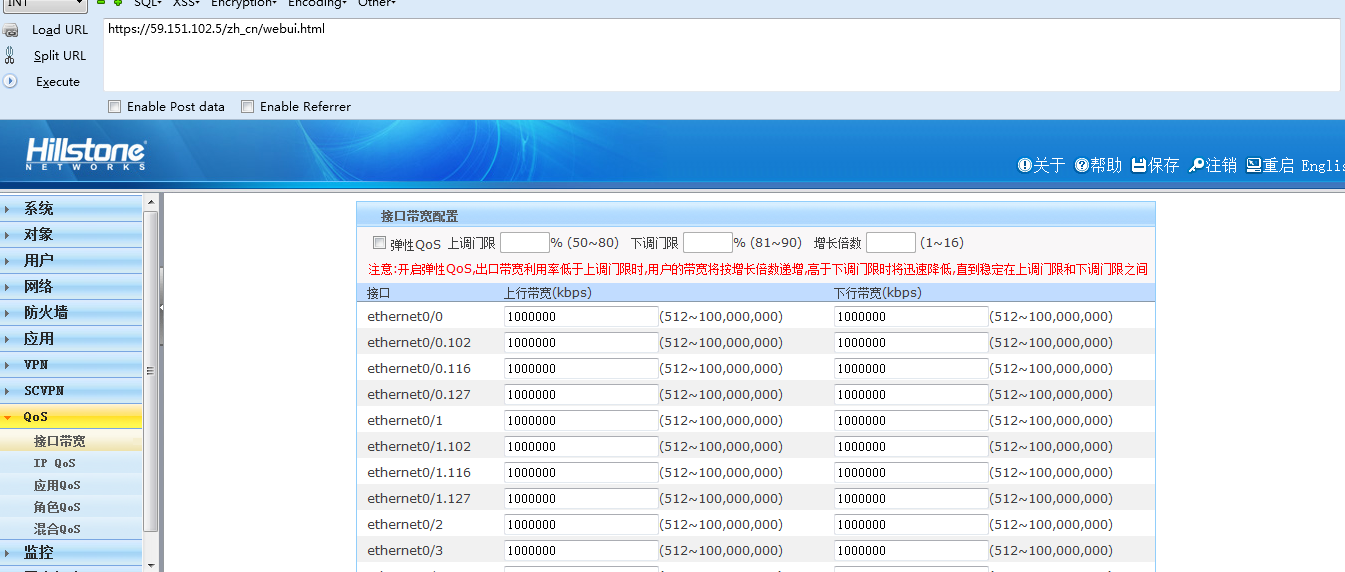 INT SQL▾ XSS▾ Encryption▾ Encoding▾ Other▾
Load URL https://59.151.102.5/zh_cn/webui.html
Split URL
Execute
Enable Post data Enable Referrer
Hillstone
NETWORKS
关于 帮助 保存 注销 重启 Englis
系统
对象
用户
网络
防火墙
应用
VPN
SCVPN
QoS
接口带宽
IP QoS
应用QoS
角色QoS
混合QoS
监控
接口带宽配置
弹性QoS 上调门限 % (50~80) 下调门限 % (81~90) 增长倍数 (1~16)
注意:开启弹性QoS,出口带宽利用率低于上调门限时,用户的带宽将按增长倍数递增,高于下调门限时将迅速降低,直到稳定在上调门限和下调门限之间
接口 上行带宽(kbps) 下行带宽(kbps)
ethernet0/0 1000000 (512~100,000,000) 1000000 (512~100,000,000)
ethernet0/0.102 1000000 (512~100,000,000) 1000000 (512~100,000,000)
ethernet0/0.116 1000000 (512~100,000,000) 1000000 (512~100,000,000)
ethernet0/0.127 1000000 (512~100,000,000) 1000000 (512~100,000,000)
ethernet0/1 1000000 (512~100,000,000) 1000000 (512~100,000,000)
ethernet0/1.102 1000000 (512~100,000,000) 1000000 (512~100,000,000)
ethernet0/1.116 1000000 (512~100,000,000) 1000000 (512~100,000,000)
ethernet0/1.127 1000000 (512~100,000,000) 1000000 (512~100,000,000)
ethernet0/2 1000000 (512~100,000,000) 1000000 (512~100,000,000)
ethernet0/3 1000000 (512~100,000,000) 1000000 (512~100,000,000)